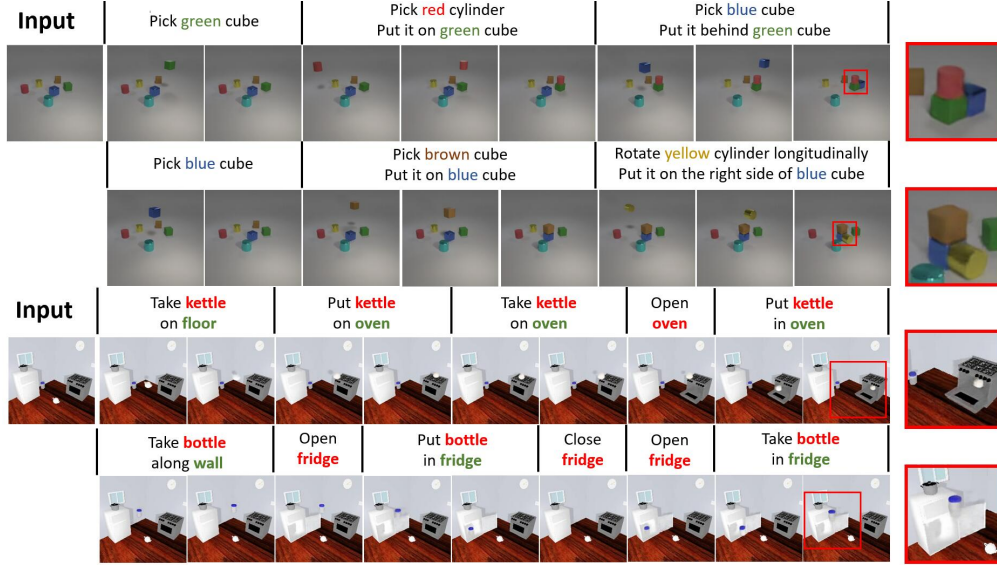 Input
Pick green cube
Pick red cylinder
Put it on green cube
Pick blue cube
Put it behind green cube
Pick blue cube
Pick brown cube
Put it on blue cube
Rotate yellow cylinder longitudinally
Put it on the right side of blue cube
Input
Take kettle
on floor
Put kettle
on oven
Take kettle
on oven
Open
oven
Put kettle
in oven
Take bottle
along wall
Open
fridge
Put bottle
in fridge
Close
fridge
Open
fridge
Take bottle
in fridge